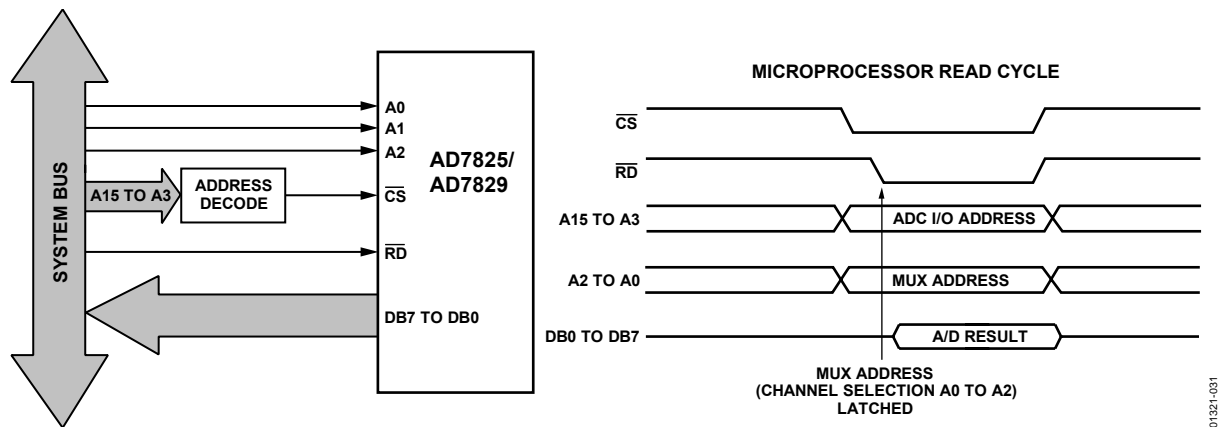 SYSTEM BUS
A0
A1
A2
A15 TO A3
ADDRESS
DECODE
CS
RD
DB7 TO DB0
AD7825/
AD7829
MICROPROCESSOR READ CYCLE
CS
RD
A15 TO A3
ADC I/O ADDRESS
A2 TO A0
MUX ADDRESS
DB0 TO DB7
A/D RESULT
MUX ADDRESS
(CHANNEL SELECTION A0 TO A2)
LATCHED
01321-031